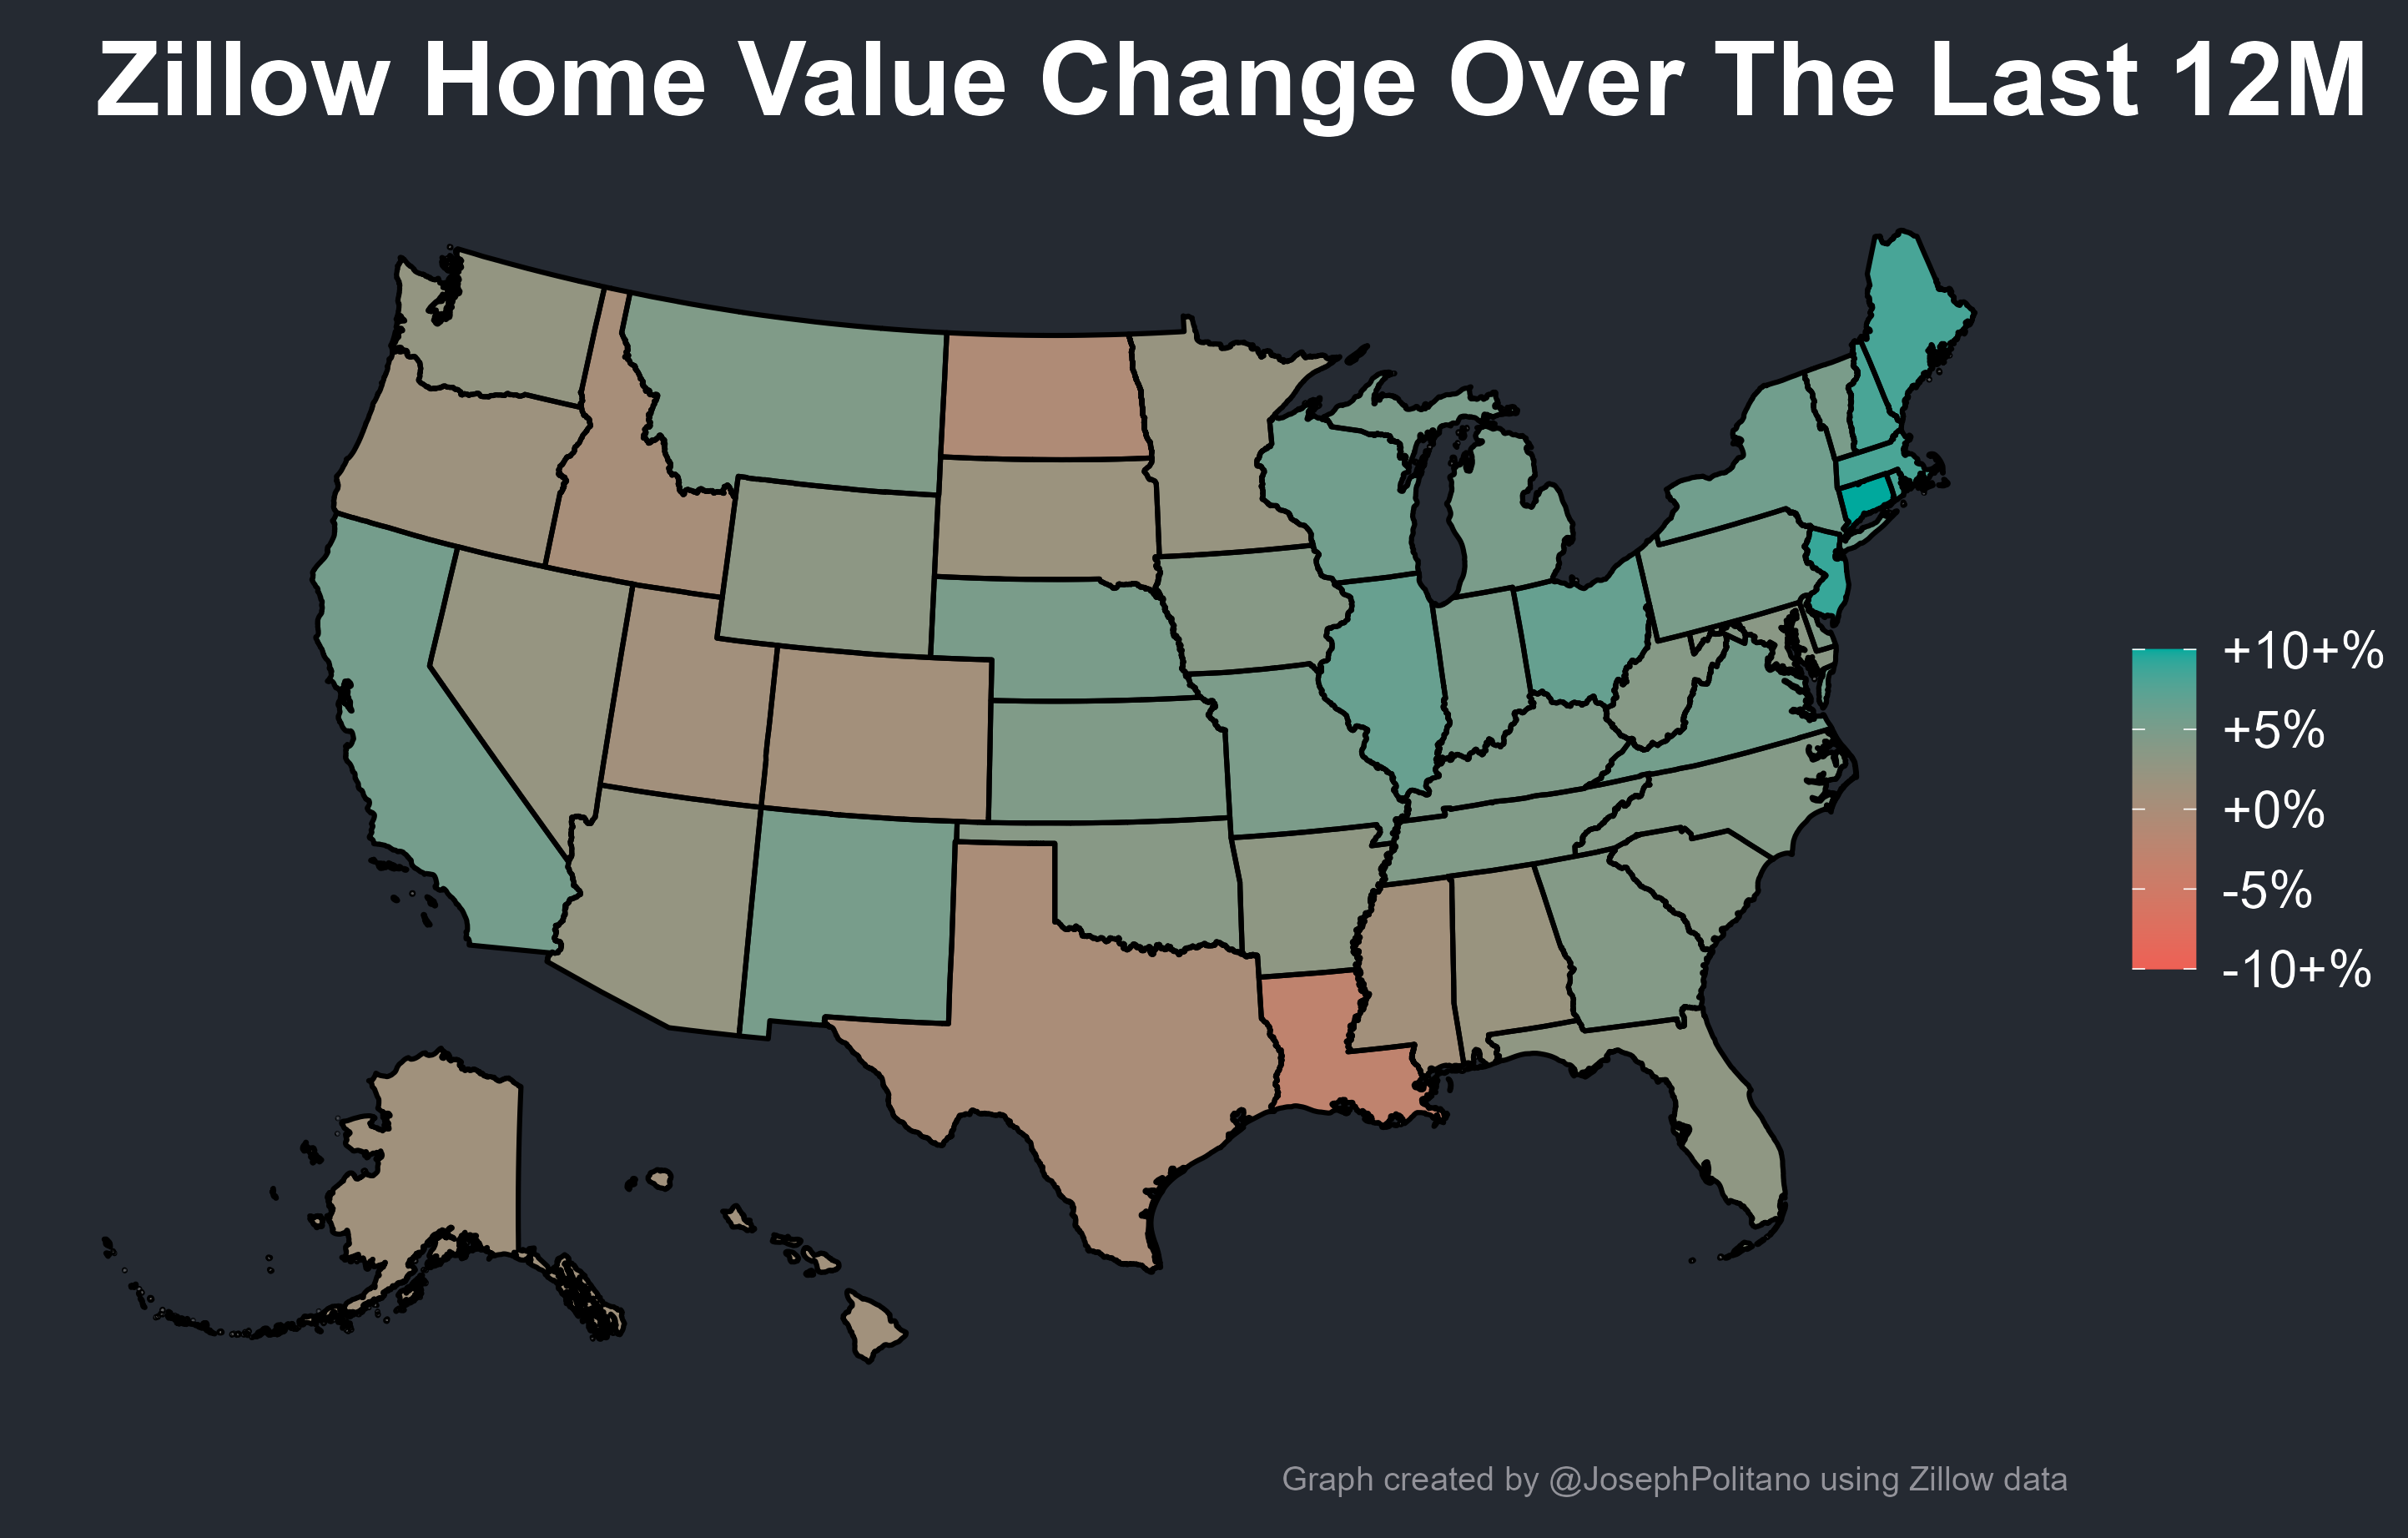 Zillow Home Value Change Over The Last 12M
+10+%
+5%
+0%
-5%
-10+%
Graph created by @JosephPolitano using Zillow data